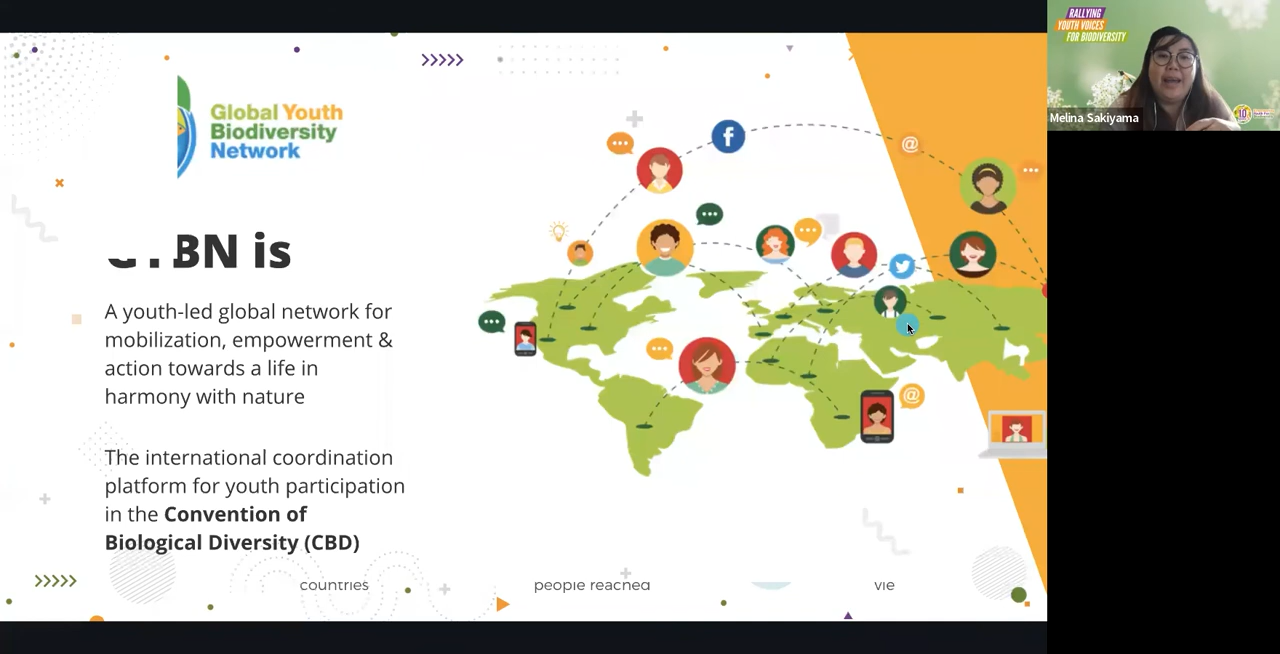 Global Youth
Biodiversity
Network
BN is
A youth-led global network for
mobilization, empowerment &
action towards a life in
harmony with nature
The international coordination
platform for youth participation
in the Convention of
Biological Diversity (CBD)
countries
people reached
vie
RALLYING
YOUTH VOICES
FOR BIODIVERSITY
Melina Sakiyama